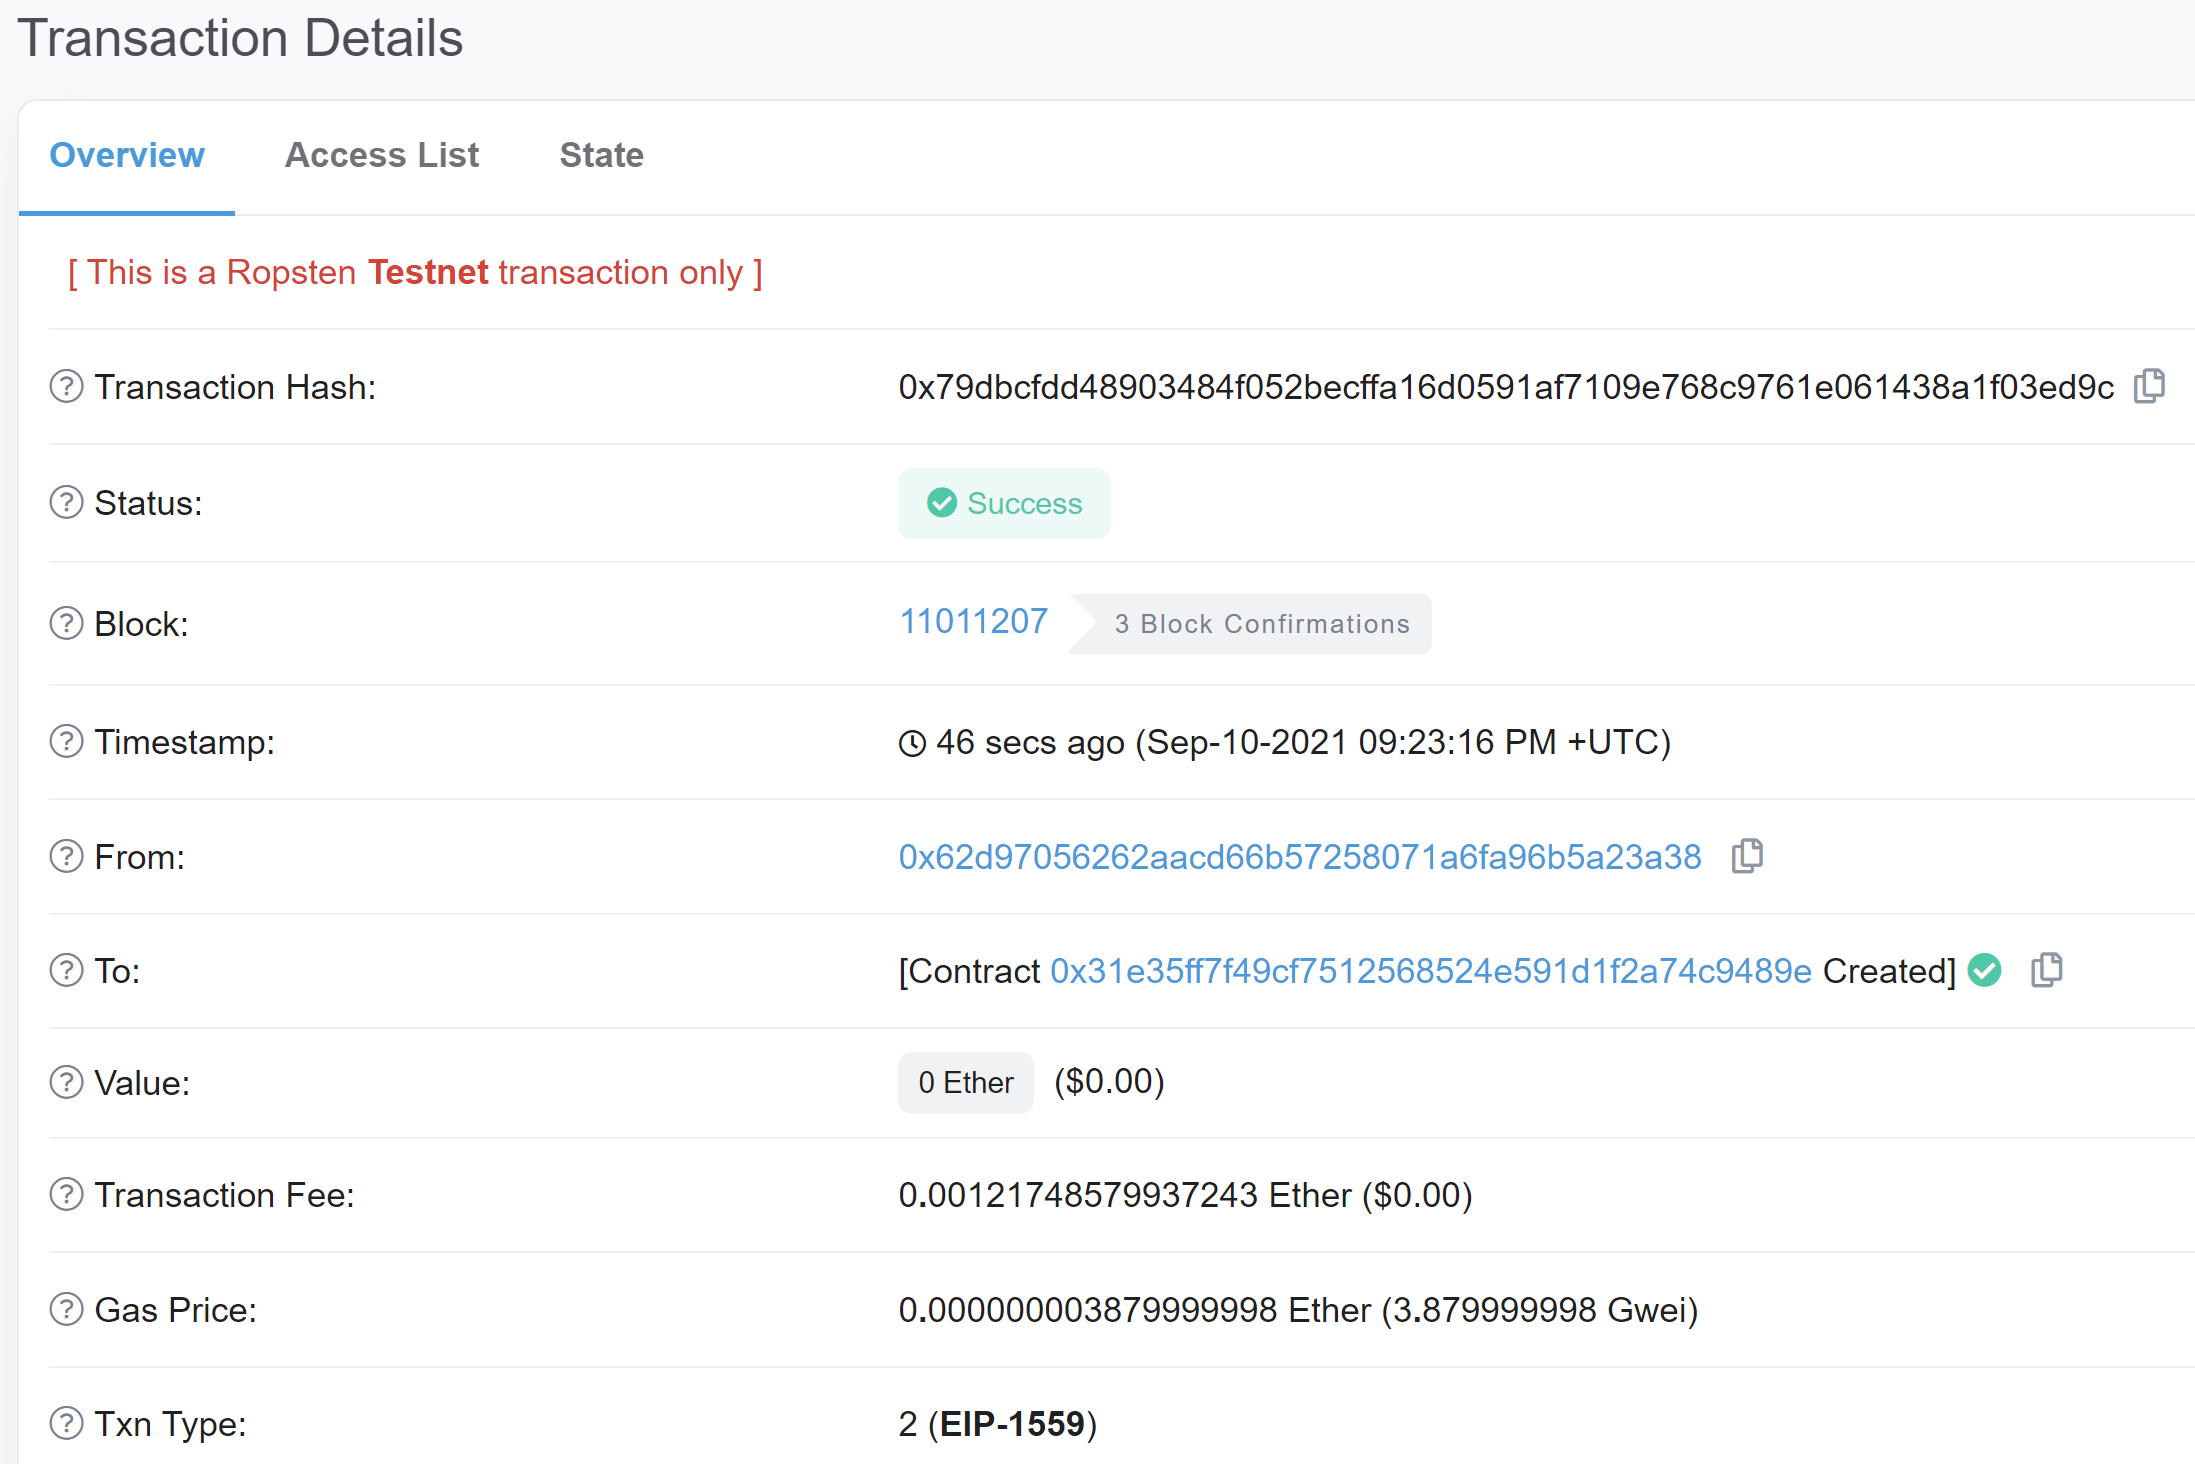 Transaction Details
Overview Access List State
[ This is a Ropsten Testnet transaction only ]
Transaction Hash: 0x79dbcfdd48903484f052becffa16d0591af7109e768c9761e061438a1f03ed9c
Status: Success
Block: 11011207 3 Block Confirmations
Timestamp: 46 secs ago (Sep-10-2021 09:23:16 PM +UTC)
From: 0x62d97056262aacd66b57258071a6fa96b5a23a38
To: [Contract 0x31e35ff7f49cf7512568524e591d1f2a74c9489e Created]
Value: 0 Ether ($0.00)
Transaction Fee: 0.00121748579937243 Ether ($0.00)
Gas Price: 0.000000003879999998 Ether (3.879999998 Gwei)
Txn Type: 2 (EIP-1559)